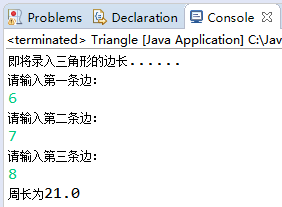 Problems Declaration Console
<terminated> Triangle [Java Application] C:\Jav
即将录入三角形的边长......
请输入第一条边:
6
请输入第二条边:
7
请输入第三条边:
8
周长为21.0